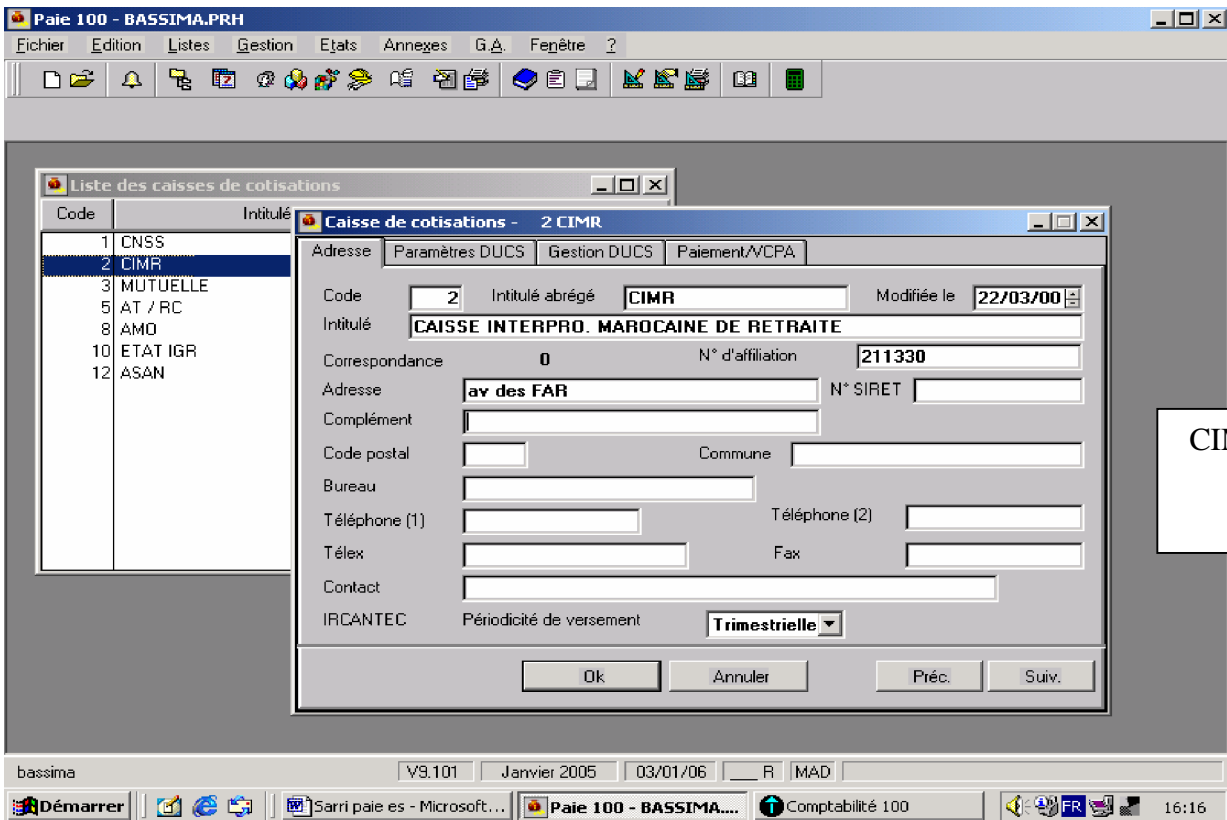 Paie 100 - BASSIMA.PRH
Fichier Edition Listes Gestion Etats Annexes G.A. Fenêtre ?
Liste des caisses de cotisations
Code Intitulé
1 CNSS
2 CIMR
3 MUTUELLE
5 AT / RC
8 AMO
10 ETAT IGR
12 ASAN
Caisse de cotisations - 2 CIMR
Adresse Paramètres DUCS Gestion DUCS Paiement/VCPA
Code 2 Intitulé abrégé CIMR Modifiée le 22/03/00
Intitulé CAISSE INTERPRO. MAROCAINE DE RETRAITE
Correspondance 0 N° d'affiliation 211330
Adresse av des FAR N° SIRET
Complément
Code postal Commune
Bureau
Téléphone (1) Téléphone (2)
Télex Fax
Contact
IRCANTEC Périodicité de versement Trimestrielle
Ok Annuler Préc. Suiv.
bassima V9.101 Janvier 2005 03/01/06 ___ R MAD
Démarrer Sarri paie es - Microsoft... Paie 100 - BASSIMA.... Comptabilité 100 FR 16:16